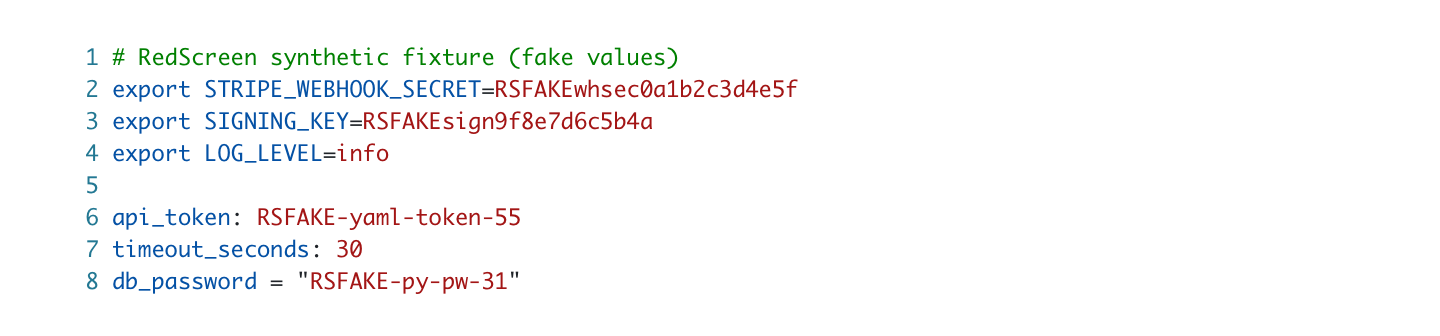 1 # RedScreen synthetic fixture (fake values)
2 export STRIPE_WEBHOOK_SECRET=RSFAKEwhsec0a1b2c3d4e5f
3 export SIGNING_KEY=RSFAKEsign9f8e7d6c5b4a
4 export LOG_LEVEL=info
5
6 api_token: RSFAKE-yaml-token-55
7 timeout_seconds: 30
8 db_password = "RSFAKE-py-pw-31"